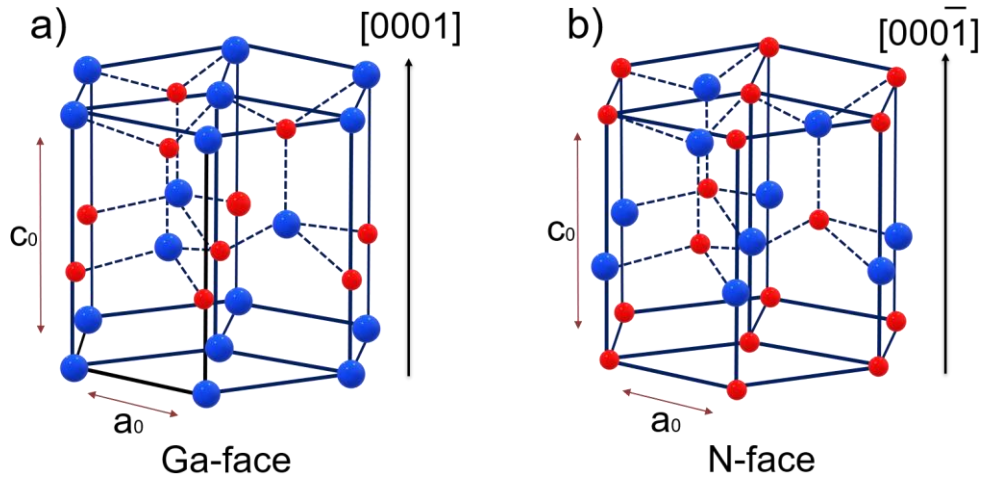 a)
[0001]
c₀
a₀
Ga-face
b)
[0001̅]
c₀
a₀
N-face